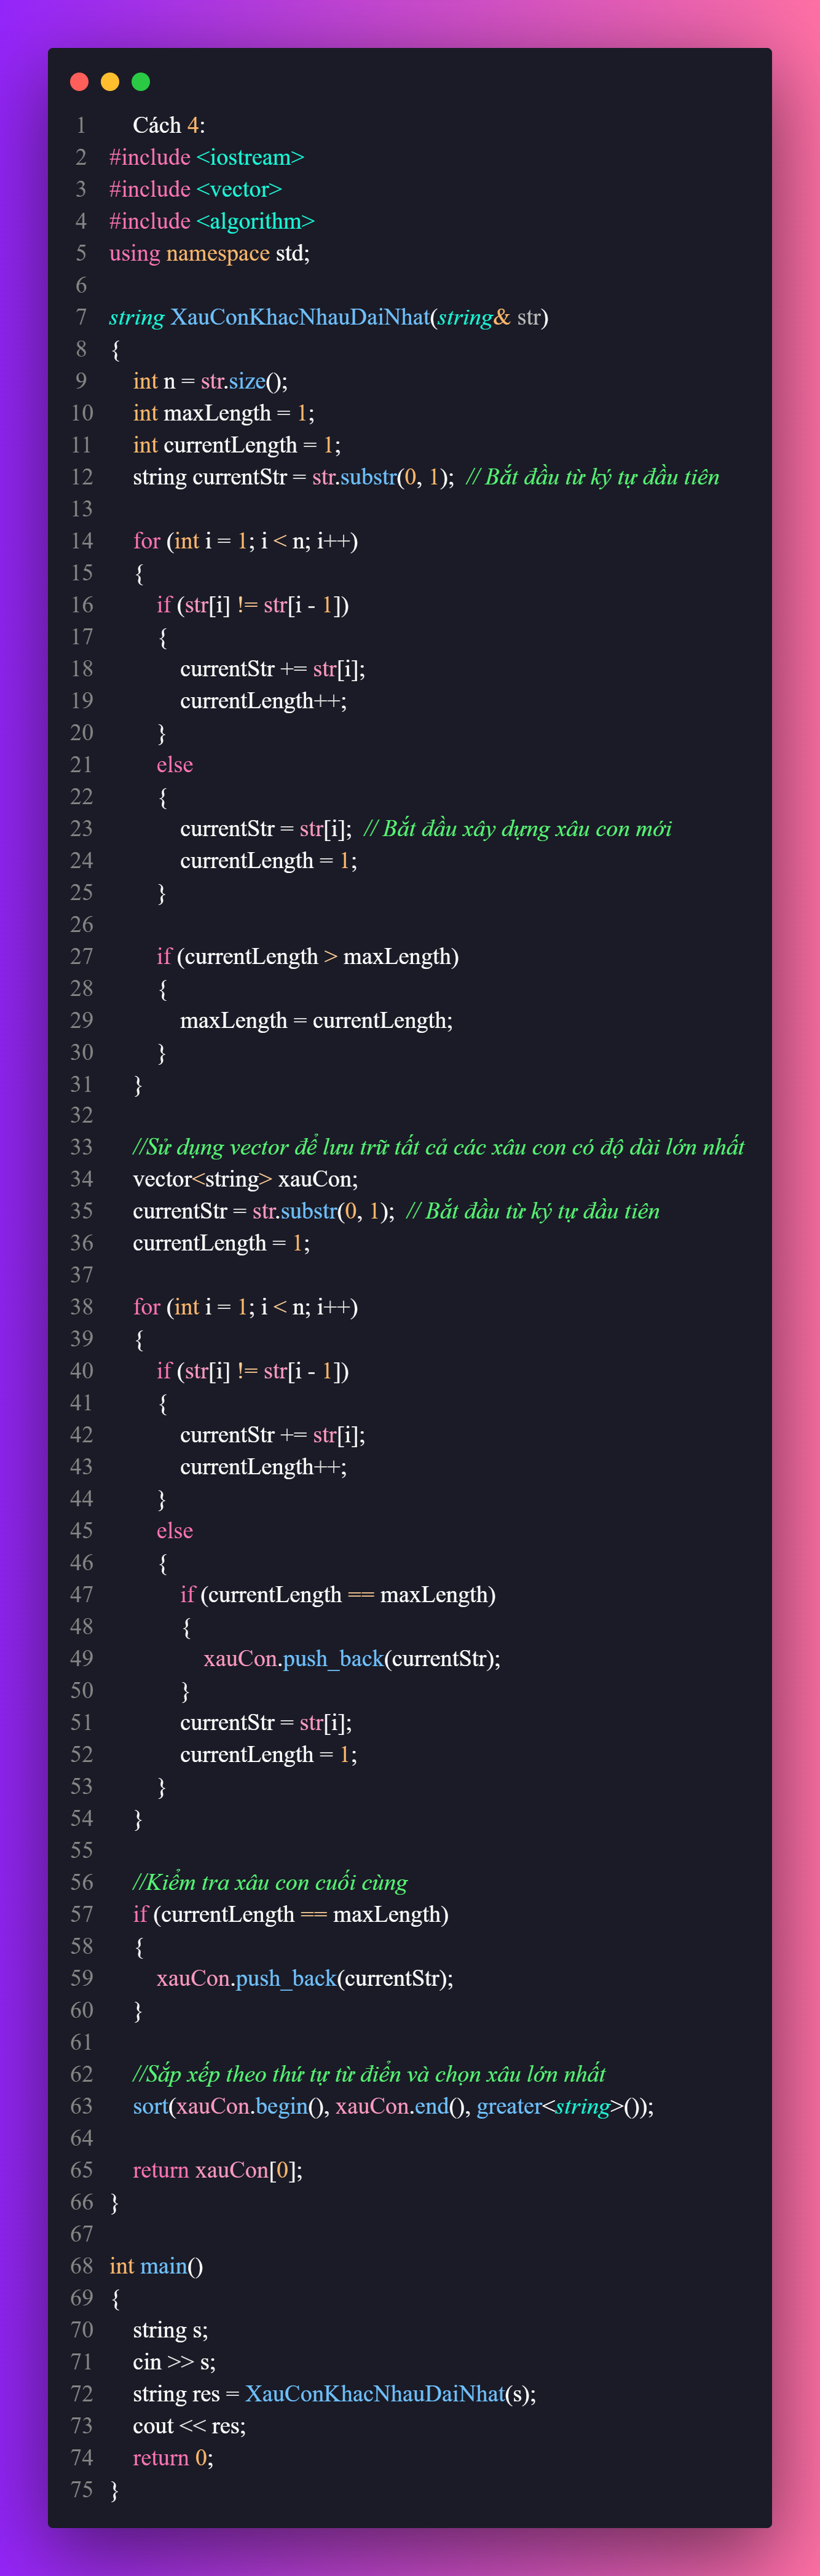 1 Cách 4:
2 #include <iostream>
3 #include <vector>
4 #include <algorithm>
5 using namespace std;
6
7 string XauConKhacNhauDaiNhat(string& str)
8 {
9 int n = str.size();
10 int maxLength = 1;
11 int currentLength = 1;
12 string currentStr = str.substr(0, 1); // Bắt đầu từ ký tự đầu tiên
13
14 for (int i = 1; i < n; i++)
15 {
16 if (str[i] != str[i - 1])
17 {
18 currentStr += str[i];
19 currentLength++;
20 }
21 else
22 {
23 currentStr = str[i]; // Bắt đầu xây dựng xâu con mới
24 currentLength = 1;
25 }
26
27 if (currentLength > maxLength)
28 {
29 maxLength = currentLength;
30 }
31 }
32
33 //Sử dụng vector để lưu trữ tất cả các xâu con có độ dài lớn nhất
34 vector<string> xauCon;
35 currentStr = str.substr(0, 1); // Bắt đầu từ ký tự đầu tiên
36 currentLength = 1;
37
38 for (int i = 1; i < n; i++)
39 {
40 if (str[i] != str[i - 1])
41 {
42 currentStr += str[i];
43 currentLength++;
44 }
45 else
46 {
47 if (currentLength == maxLength)
48 {
49 xauCon.push_back(currentStr);
50 }
51 currentStr = str[i];
52 currentLength = 1;
53 }
54 }
55
56 //Kiểm tra xâu con cuối cùng
57 if (currentLength == maxLength)
58 {
59 xauCon.push_back(currentStr);
60 }
61
62 //Sắp xếp theo thứ tự từ điển và chọn xâu lớn nhất
63 sort(xauCon.begin(), xauCon.end(), greater<string>());
64
65 return xauCon[0];
66 }
67
68 int main()
69 {
70 string s;
71 cin >> s;
72 string res = XauConKhacNhauDaiNhat(s);
73 cout << res;
74 return 0;
75 }